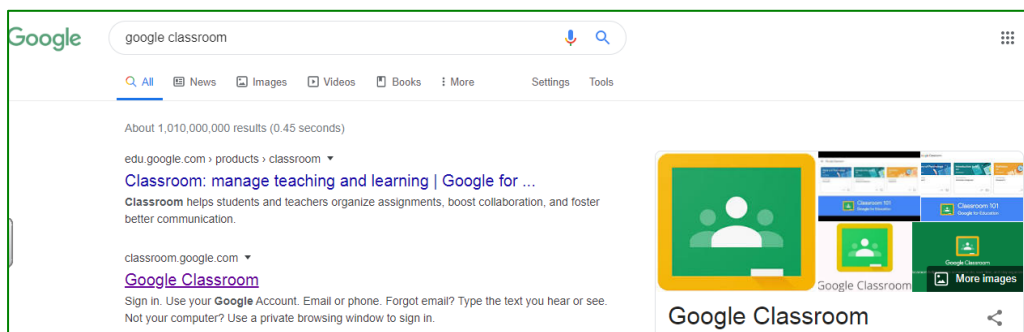 Google
google classroom
All News Images Videos Books More Settings Tools
About 1,010,000,000 results (0.45 seconds)
edu.google.com › products › classroom
Classroom: manage teaching and learning | Google for ...
Classroom helps students and teachers organize assignments, boost collaboration, and foster
better communication.
classroom.google.com
Google Classroom
Sign in. Use your Google Account. Email or phone. Forgot email? Type the text you hear or see.
Not your computer? Use a private browsing window to sign in.
Classroom 101
Google for Education
Classroom 101
Google for Education
Google Classroom
Google Classroom
More images
Google Classroom